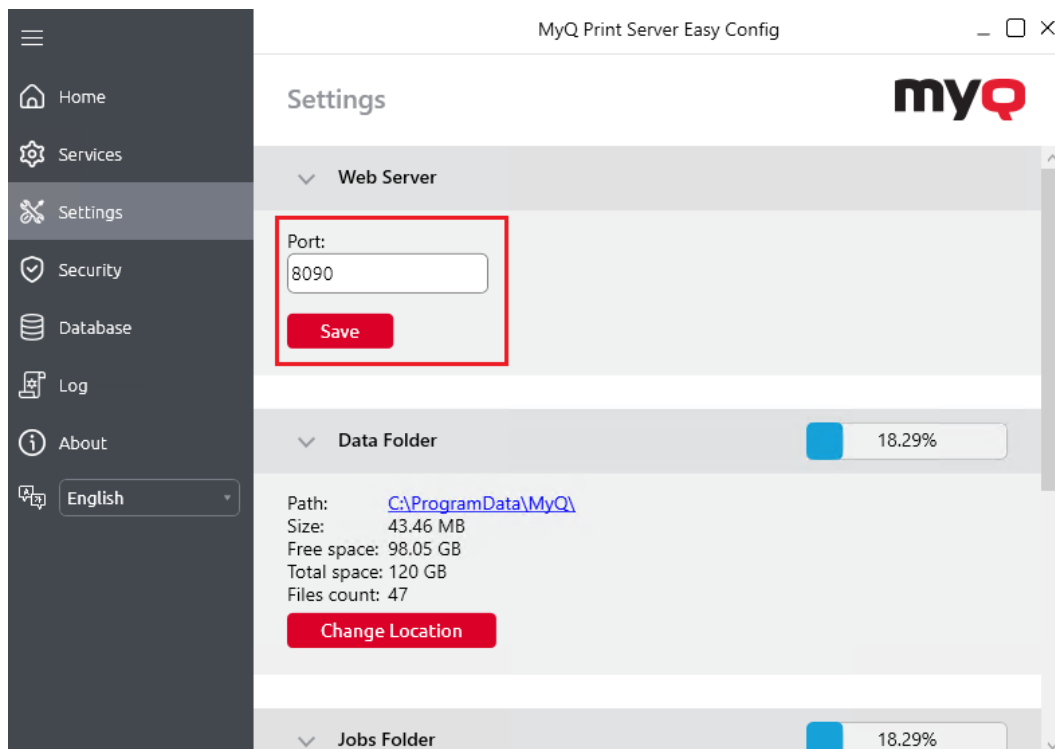 MyQ Print Server Easy Config
Home
Services
Settings
Security
Database
Log
About
English
Settings
myQ
Web Server
Port:
8090
Save
Data Folder
18.29%
Path: C:\ProgramData\MyQ\
Size: 43.46 MB
Free space: 98.05 GB
Total space: 120 GB
Files count: 47
Change Location
Jobs Folder
18.29%